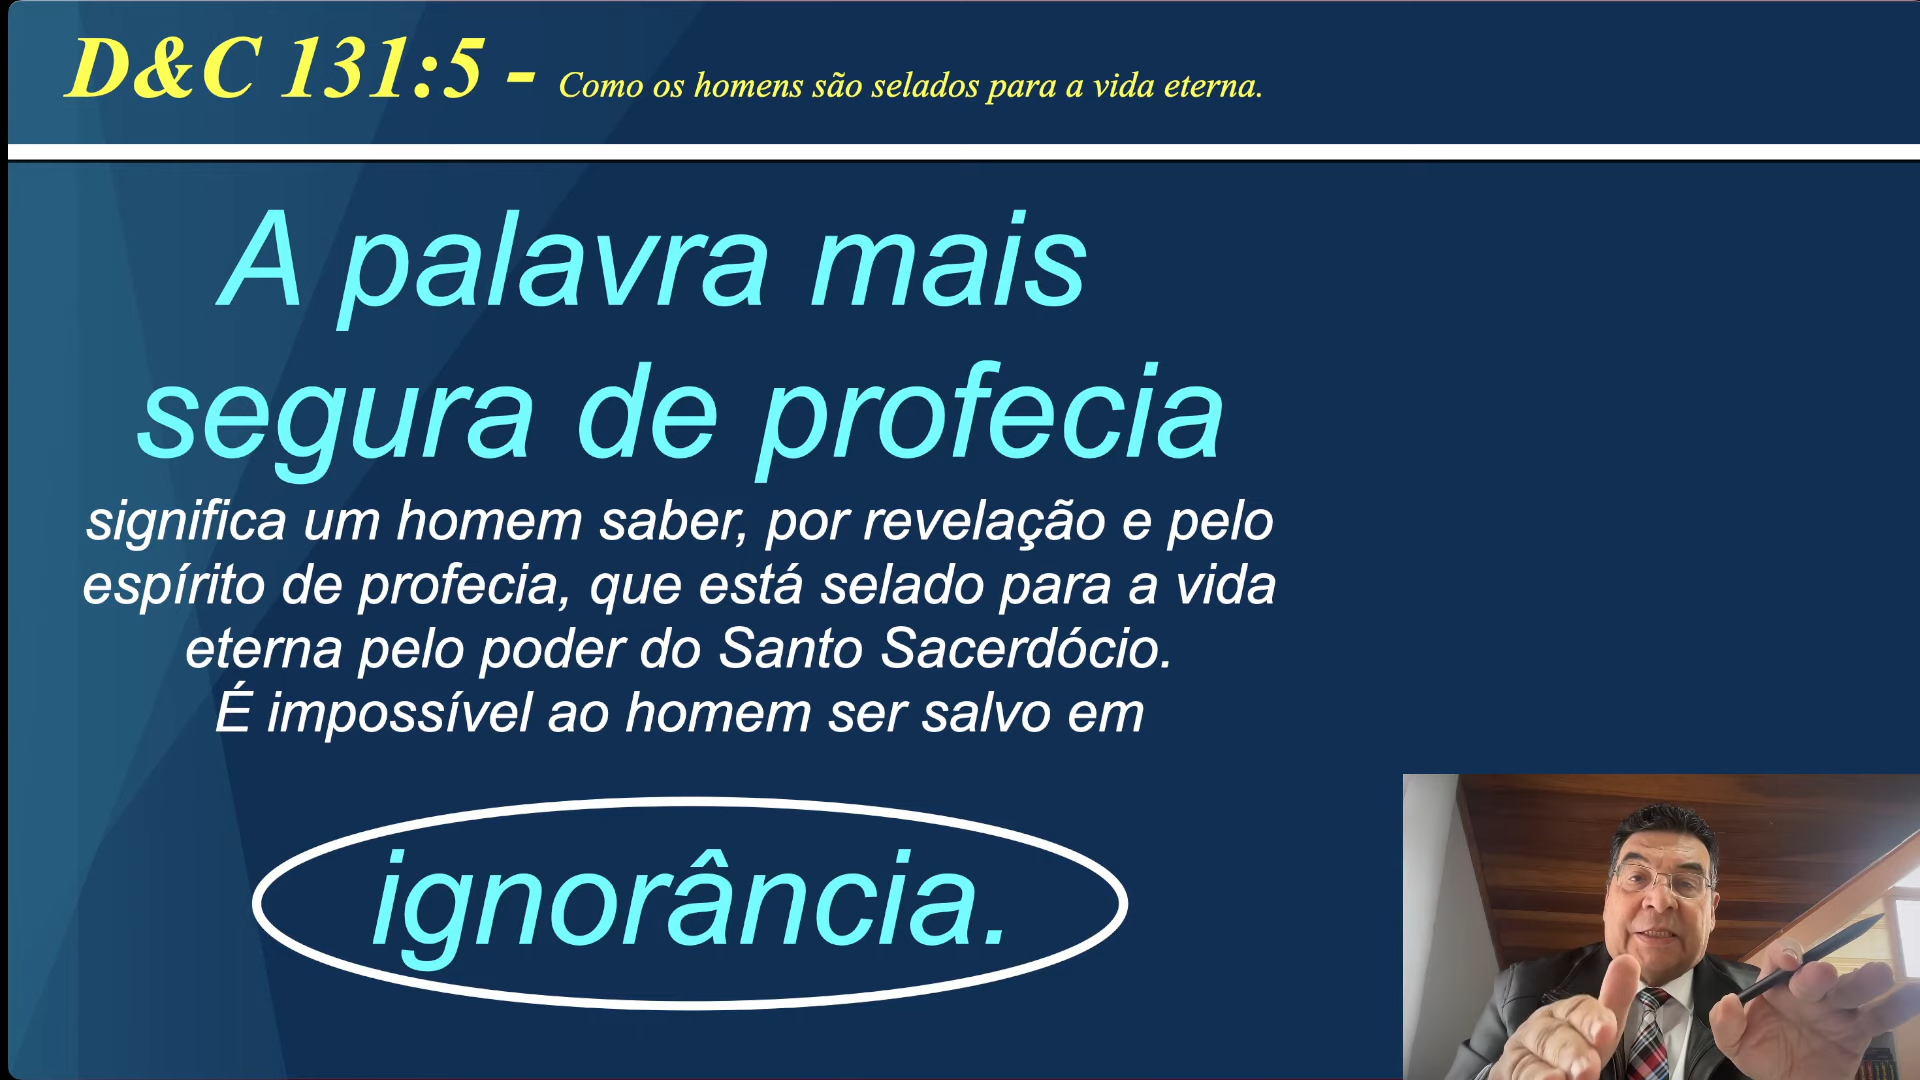 D&C 131:5 - Como os homens são selados para a vida eterna.
A palavra mais
segura de profecia
significa um homem saber, por revelação e pelo
espírito de profecia, que está selado para a vida
eterna pelo poder do Santo Sacerdócio.
É impossível ao homem ser salvo em
ignorância.